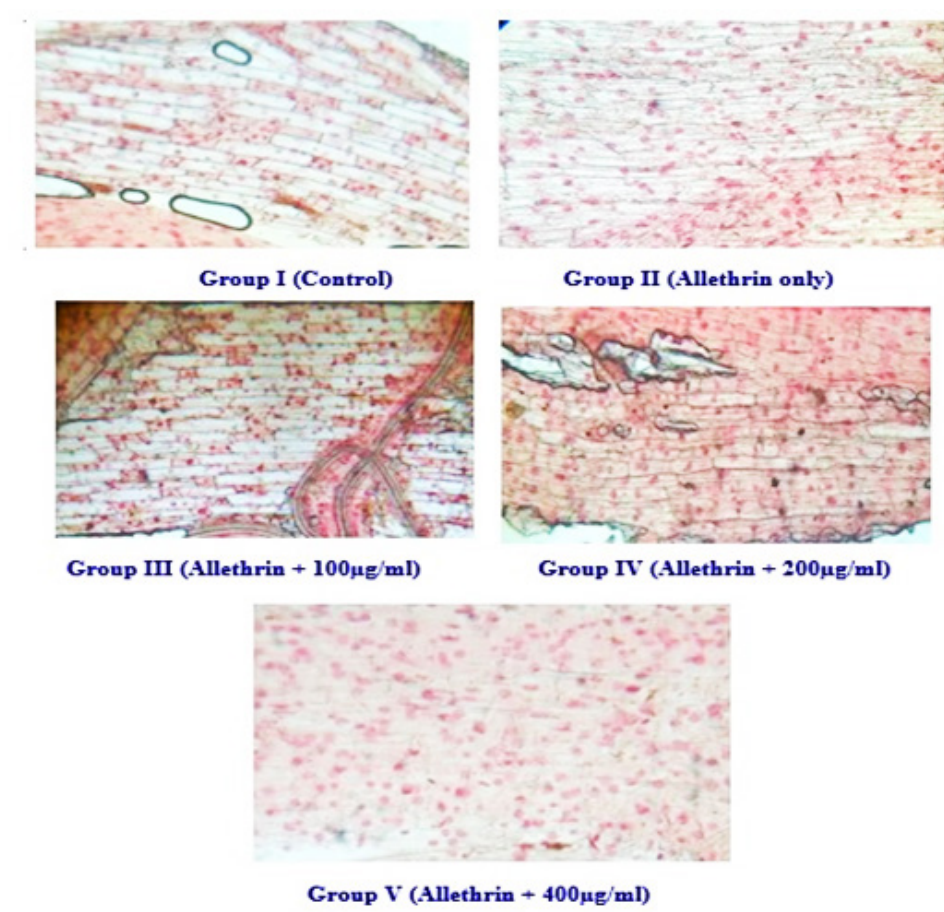 Group I (Control)
Group II (Allethrin only)
Group III (Allethrin + 100µg/ml)
Group IV (Allethrin + 200µg/ml)
Group V (Allethrin + 400µg/ml)